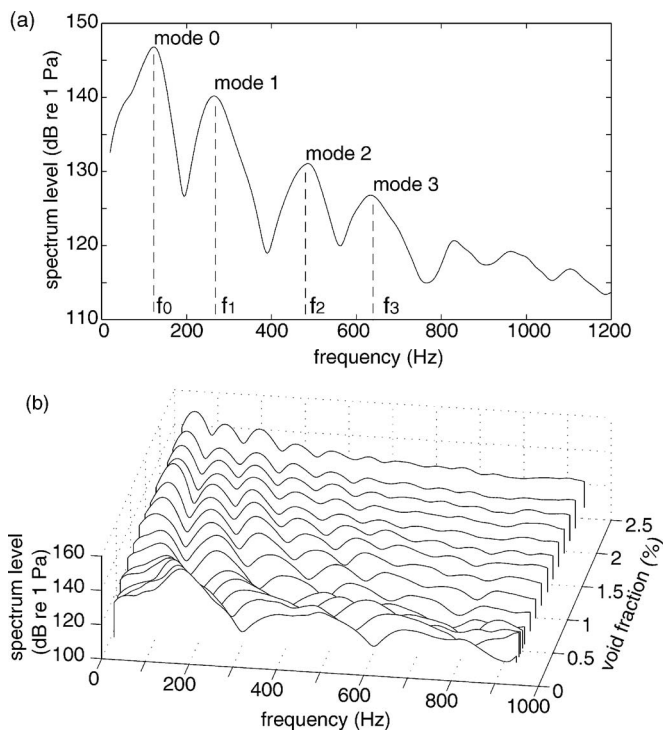 (a)
150
140
130
120
110
spectrum level (dB re 1 Pa)
mode 0
mode 1
mode 2
mode 3
f0
f1
f2
f3
0
200
400
600
800
1000
1200
frequency (Hz)
(b)
160
140
120
100
spectrum level
(dB re 1 Pa)
0
200
400
600
800
1000
frequency (Hz)
2.5
2
1.5
1
0.5
0
void fraction (%)